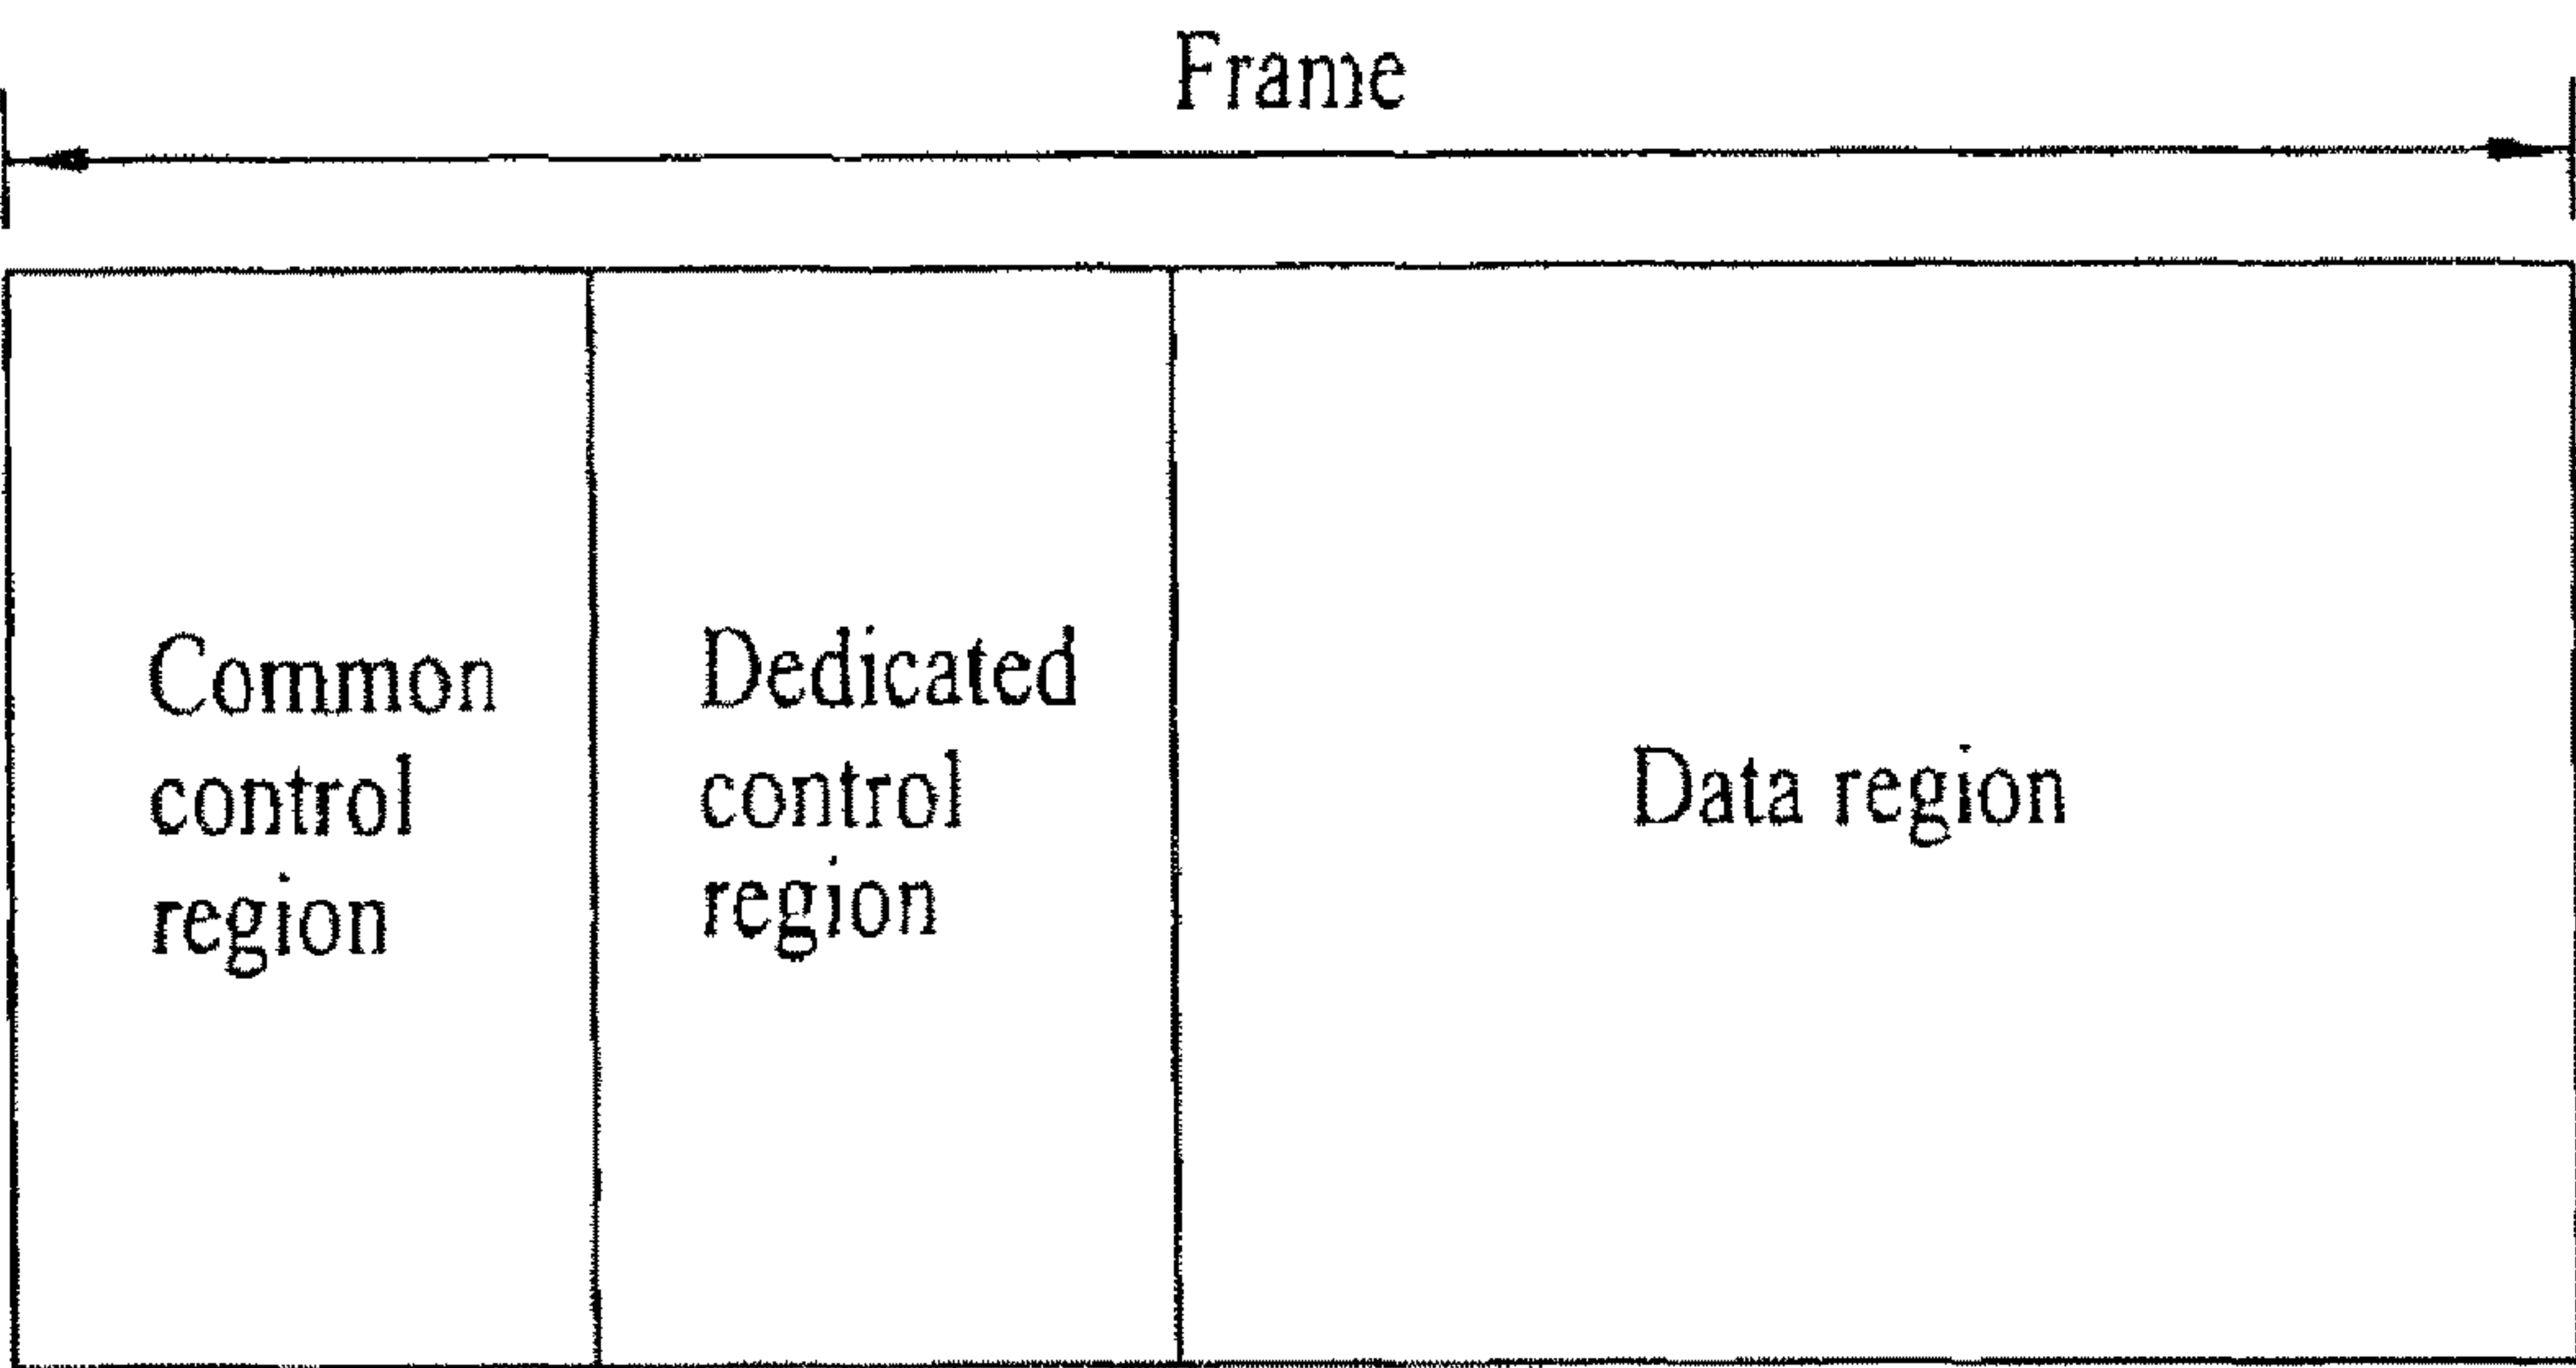 Frame
Common
control
region
Dedicated
control
region
Data region